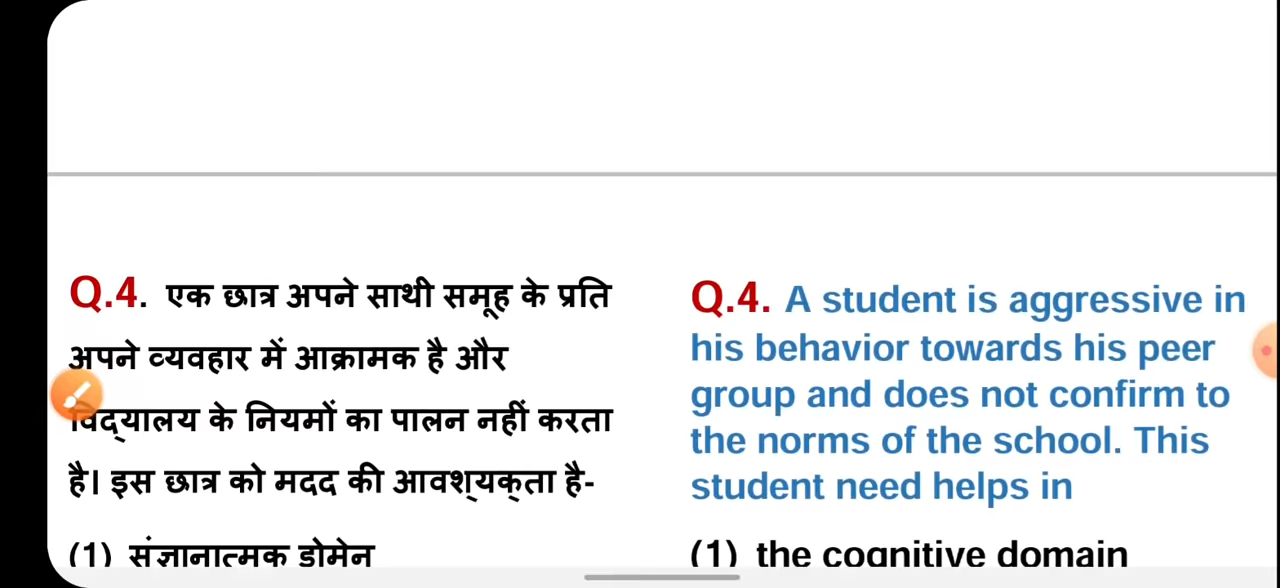 Q.4. एक छात्र अपने साथी समूह के प्रति
अपने व्यवहार में आक्रामक है और
विद्यालय के नियमों का पालन नहीं करता
है। इस छात्र को मदद की आवश्यक्ता है-
(1) संज्ञानात्मक डोमेन
Q.4. A student is aggressive in
his behavior towards his peer
group and does not confirm to
the norms of the school. This
student need helps in
(1) the cognitive domain